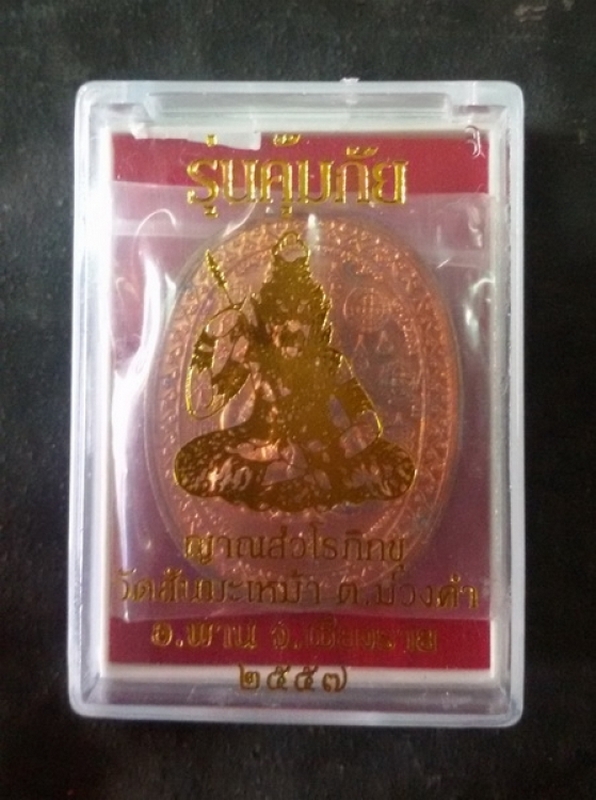 รุ่นคุ้มภัย
ญาณสํวโรภิกขุ
วัดสันมะเหม้า ต.ม่วงคำ
อ.พาน จ.เชียงราย
๒๕๕๗